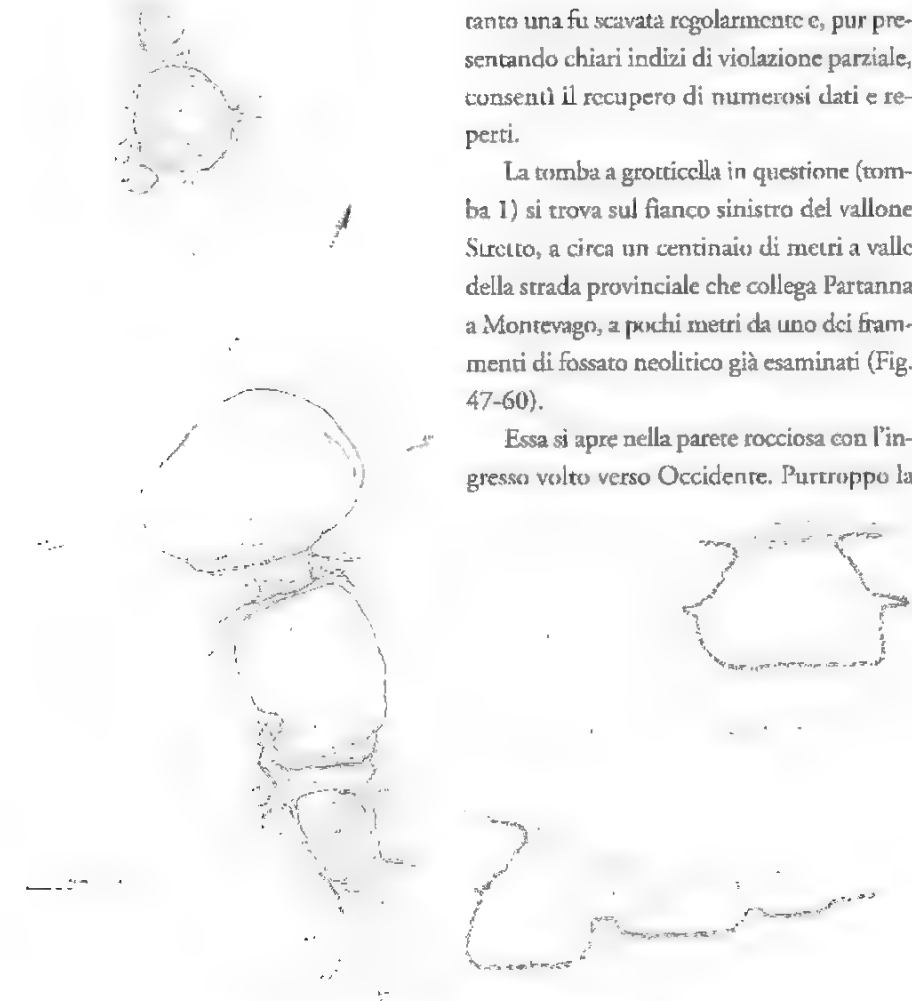 tanto una fu scavata regolarmente e, pur pre-
sentando chiari indizi di violazione parziale,
consentì il recupero di numerosi dati e re-
perti.
La tomba a grotticella in questione (tom-
ba 1) si trova sul fianco sinistro del vallone
Stretto, a circa un centinaio di metri a valle
della strada provinciale che collega Partanna
a Montevago, a pochi metri da uno dei fram-
menti di fossato neolitico già esaminati (Fig.
47-60).
Essa si apre nella parete rocciosa con l'in-
gresso volto verso Occidente. Purtroppo la